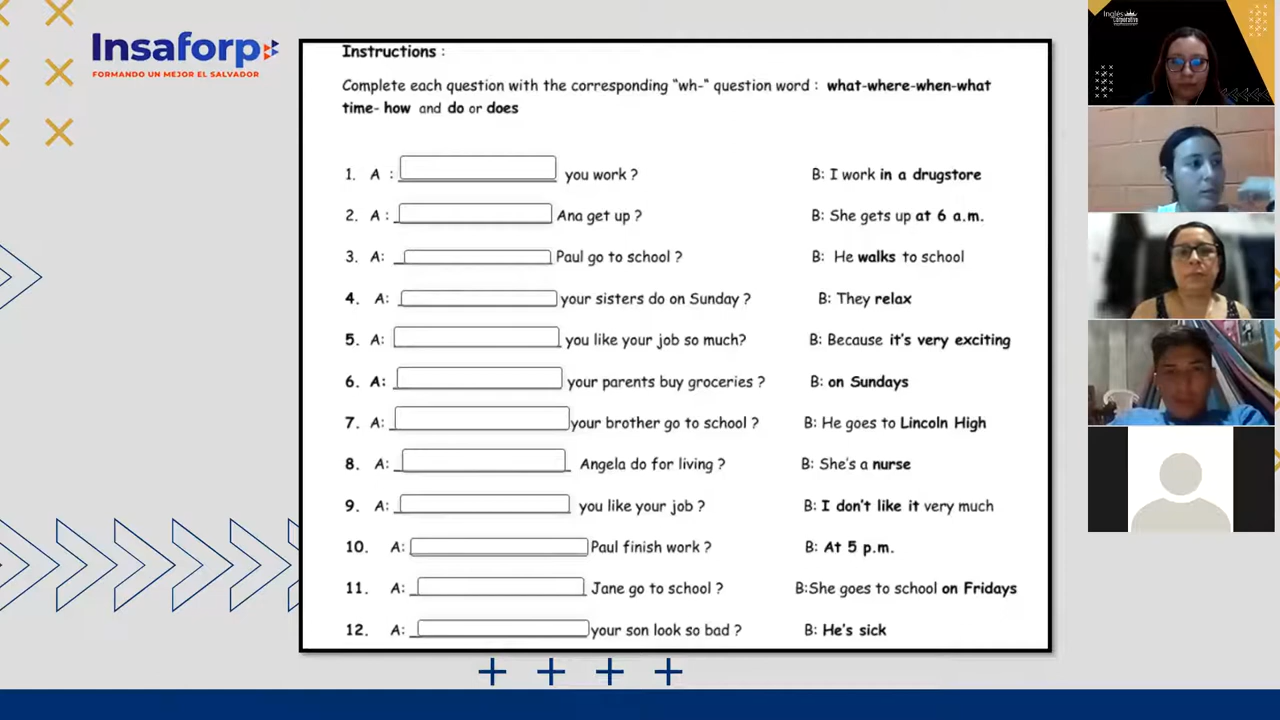 Insaforp
FORMANDO UN MEJOR EL SALVADOR
Instructions :
Complete each question with the corresponding "wh-" question word : what-where-when-what
time- how and do or does
1. A : you work ? B: I work in a drugstore
2. A : Ana get up ? B: She gets up at 6 a.m.
3. A: Paul go to school ? B: He walks to school
4. A: your sisters do on Sunday ? B: They relax
5. A: you like your job so much? B: Because it's very exciting
6. A: your parents buy groceries ? B: on Sundays
7. A: your brother go to school ? B: He goes to Lincoln High
8. A: Angela do for living ? B: She's a nurse
9. A: you like your job ? B: I don't like it very much
10. A: Paul finish work ? B: At 5 p.m.
11. A: Jane go to school ? B:She goes to school on Fridays
12. A: your son look so bad ? B: He's sick
Inglés
Corporativo